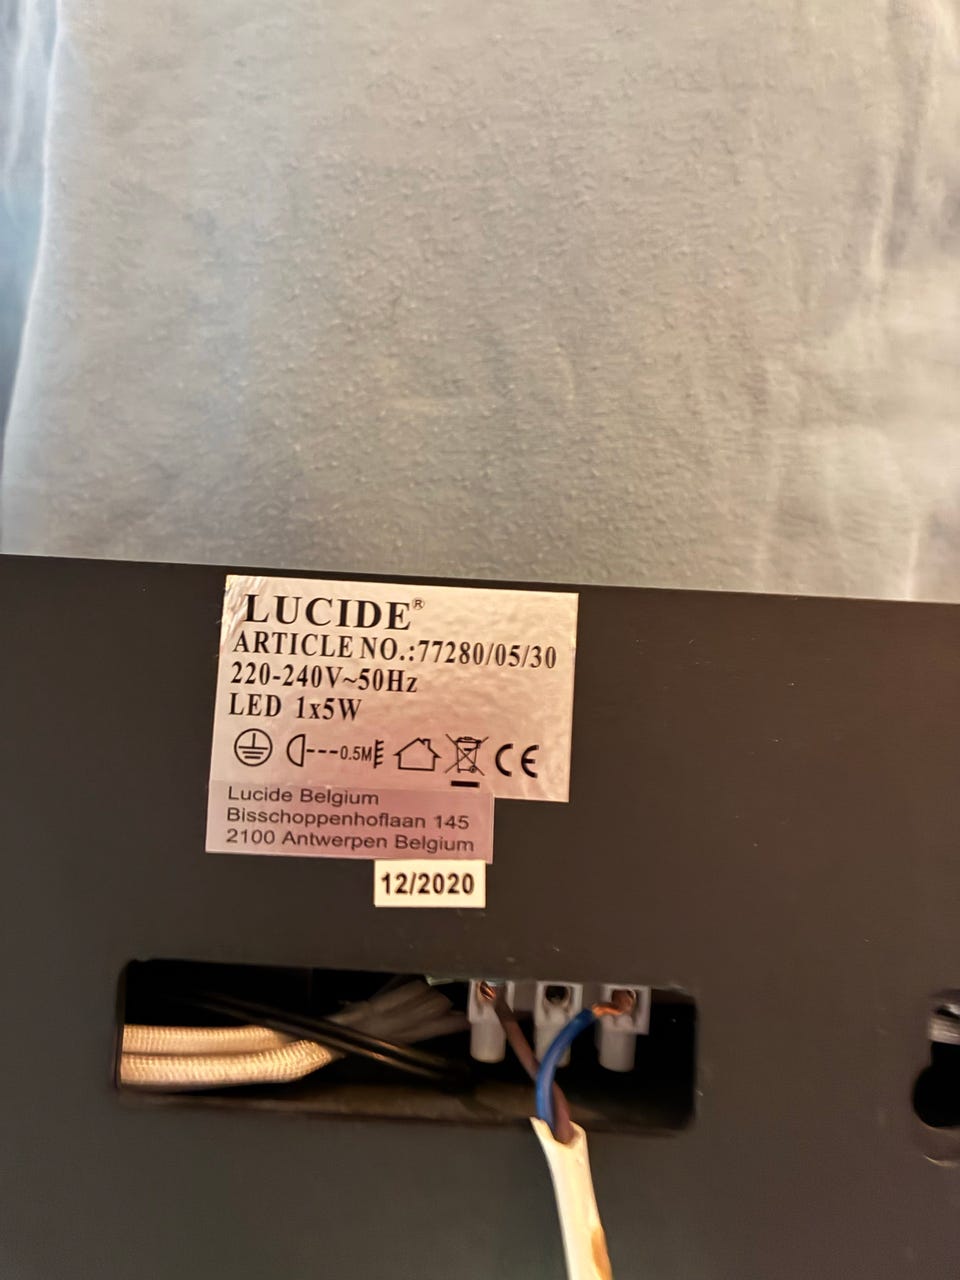 LUCIDE®
ARTICLE NO.:77280/05/30
220-240V~50Hz
LED 1x5W
0.5M
CE
Lucide Belgium
Bisschoppenhoflaan 145
2100 Antwerpen Belgium
12/2020